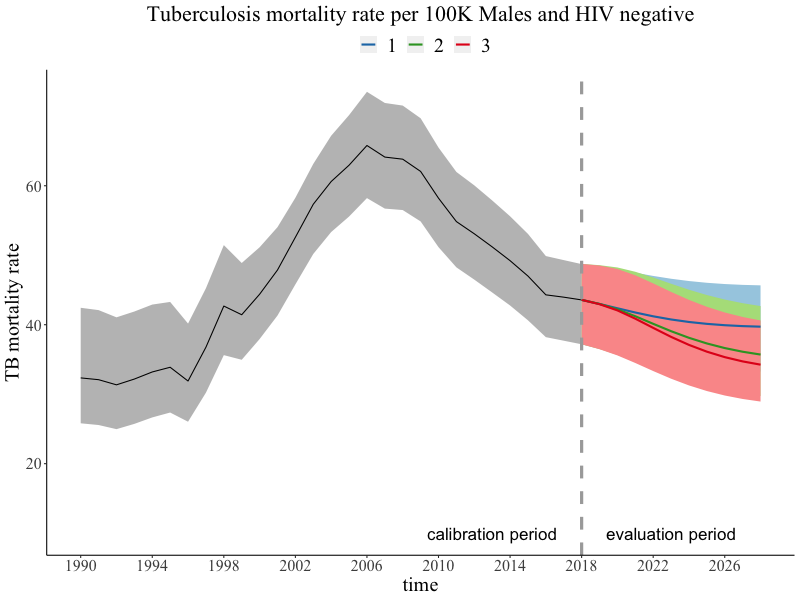 Tuberculosis mortality rate per 100K Males and HIV negative
1 2 3
TB mortality rate
60
40
20
calibration period evaluation period
1990 1994 1998 2002 2006 2010 2014 2018 2022 2026
time